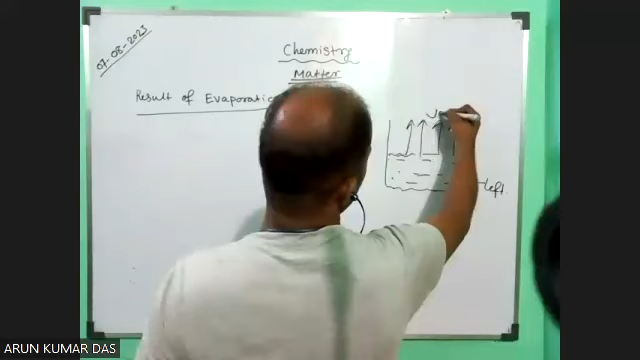 07-08-2023
Chemistry
Matter
Result of Evaporatio
left.
ARUN KUMAR DAS